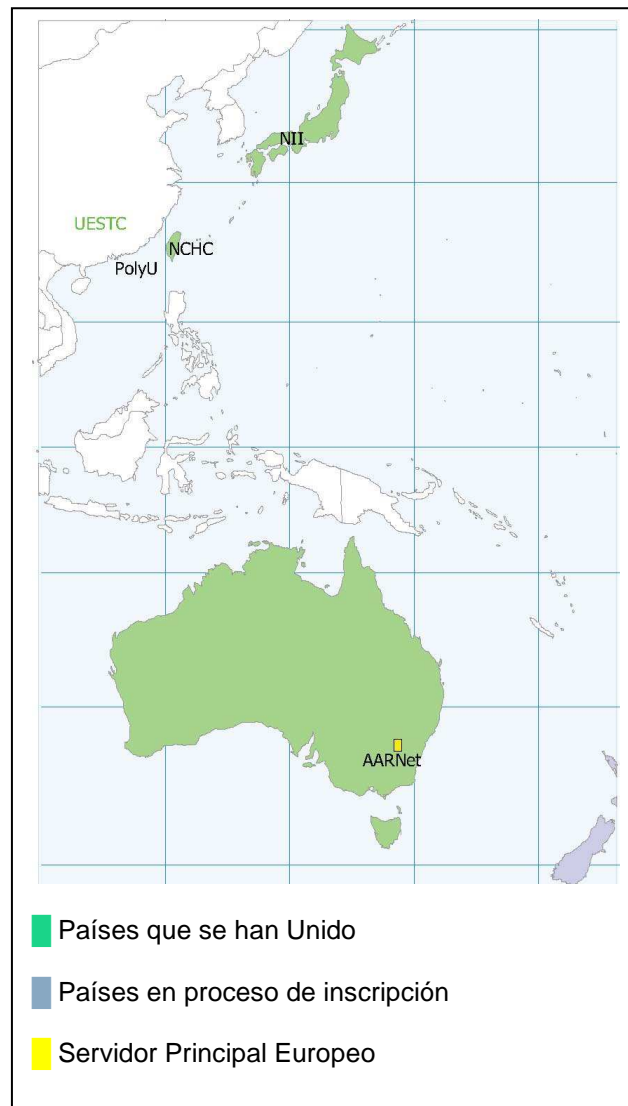 NII
UESTC
NCHC
PolyU
AARNet
Países que se han Unido
Países en proceso de inscripción
Servidor Principal Europeo